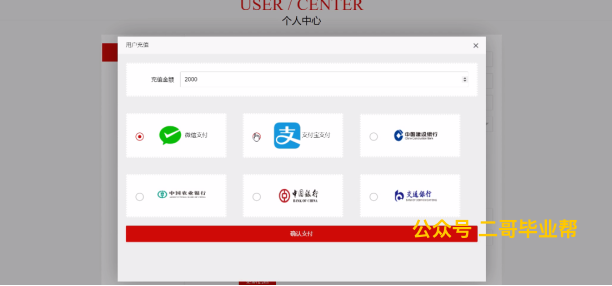 USER / CENTER
个人中心
用户充值
充值金额 2000
微信支付
支付宝支付
中国建设银行
中国农业银行
中国银行
BANK OF CHINA
交通银行
公众号 二哥毕业帮
确认支付